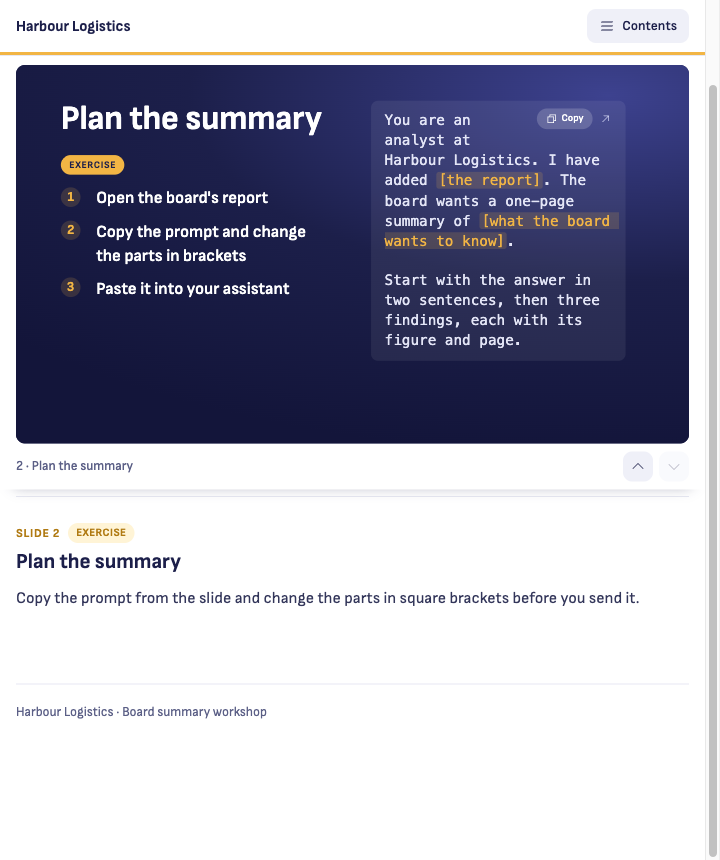 Harbour Logistics
Contents
Plan the summary
EXERCISE
1 Open the board's report
2 Copy the prompt and change
the parts in brackets
3 Paste it into your assistant
Copy
You are an
analyst at
Harbour Logistics. I have
added [the report]. The
board wants a one-page
summary of [what the board
wants to know].
Start with the answer in
two sentences, then three
findings, each with its
figure and page.
2 · Plan the summary
SLIDE 2 EXERCISE
Plan the summary
Copy the prompt from the slide and change the parts in square brackets before you send it.
Harbour Logistics · Board summary workshop